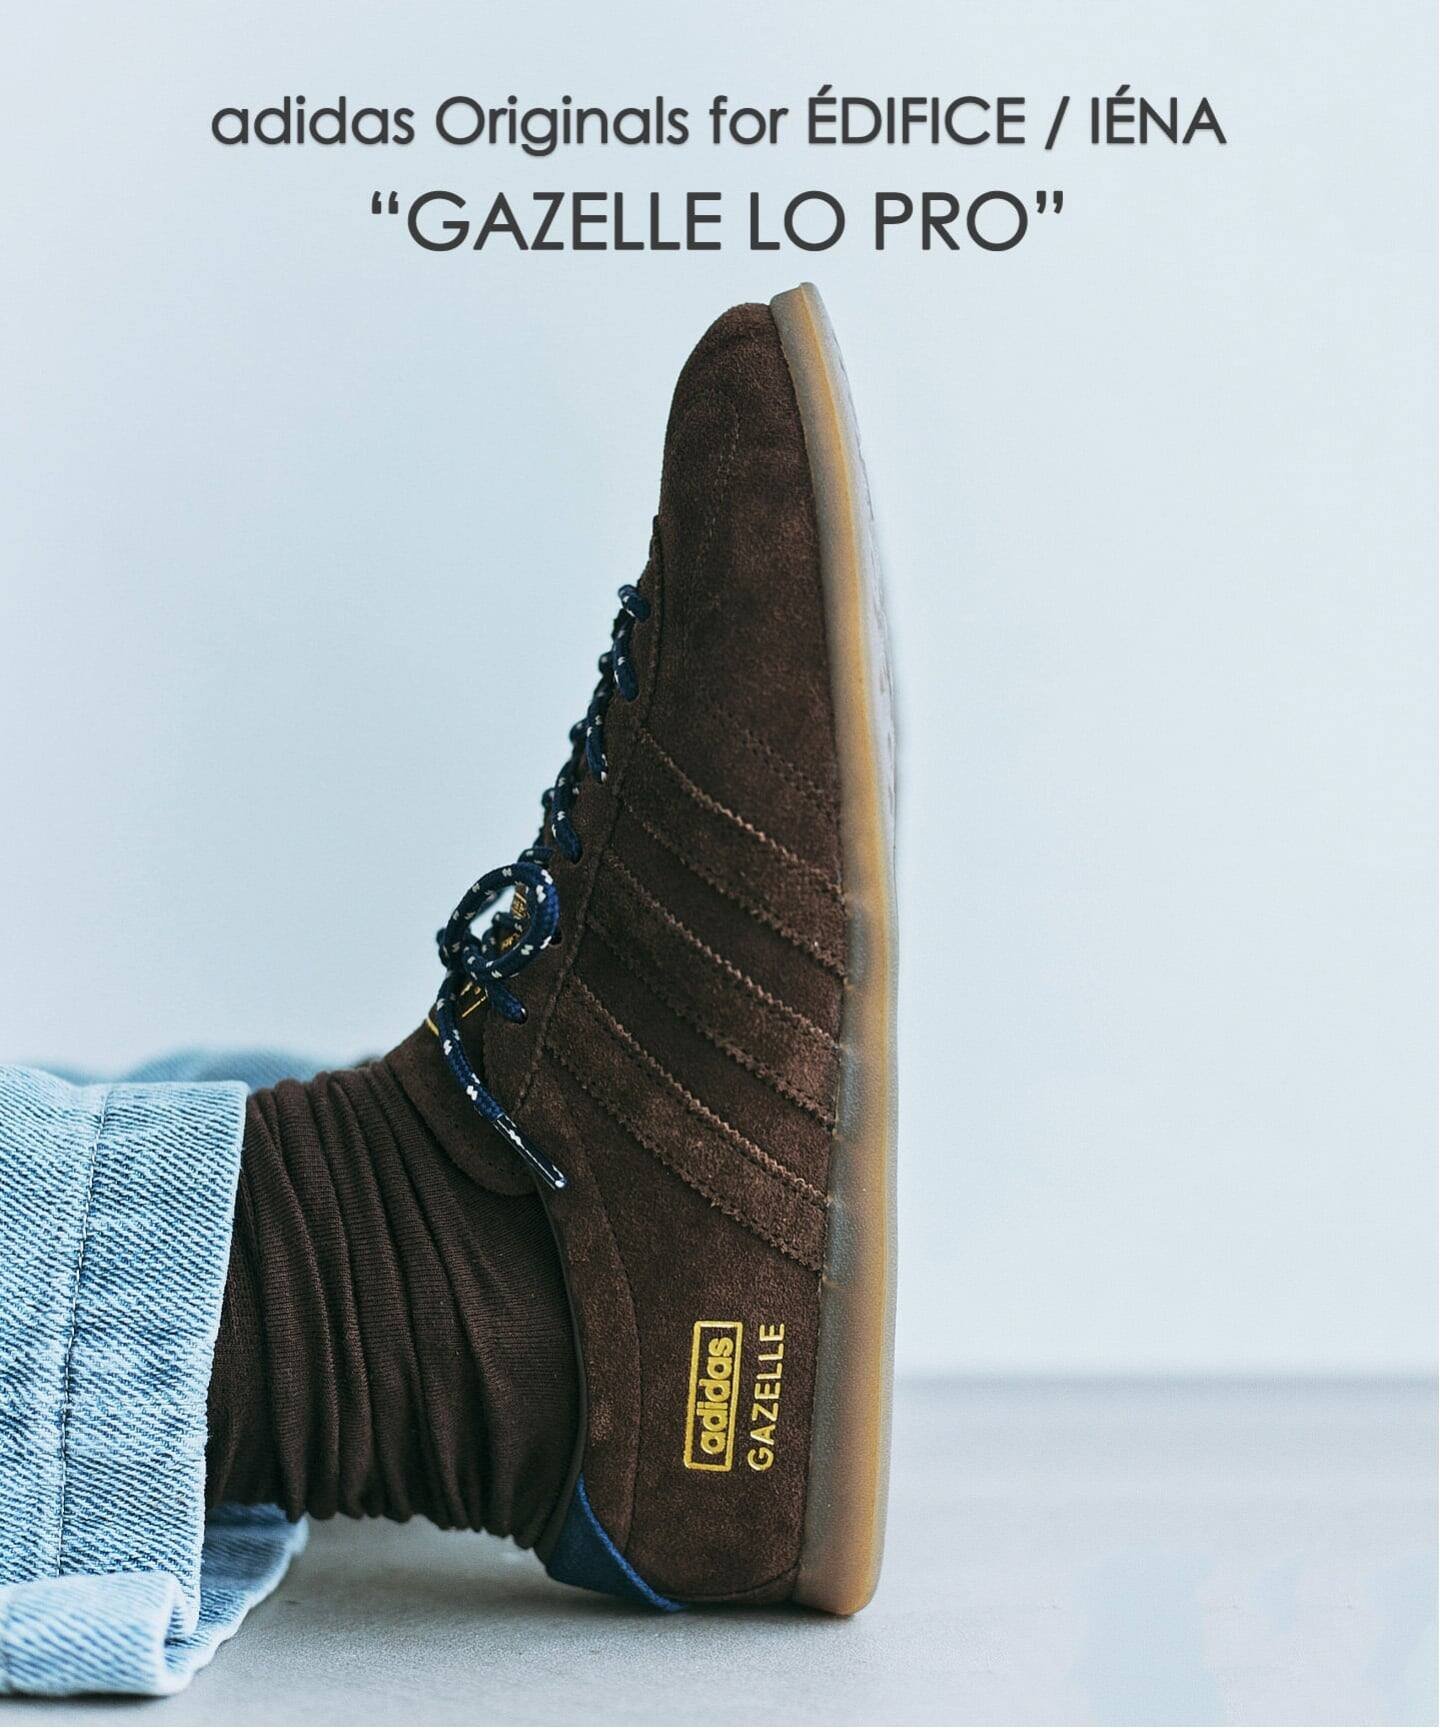 adidas Originals for ÉDIFICE / IÉNA
“GAZELLE LO PRO”
adidas
GAZELLE